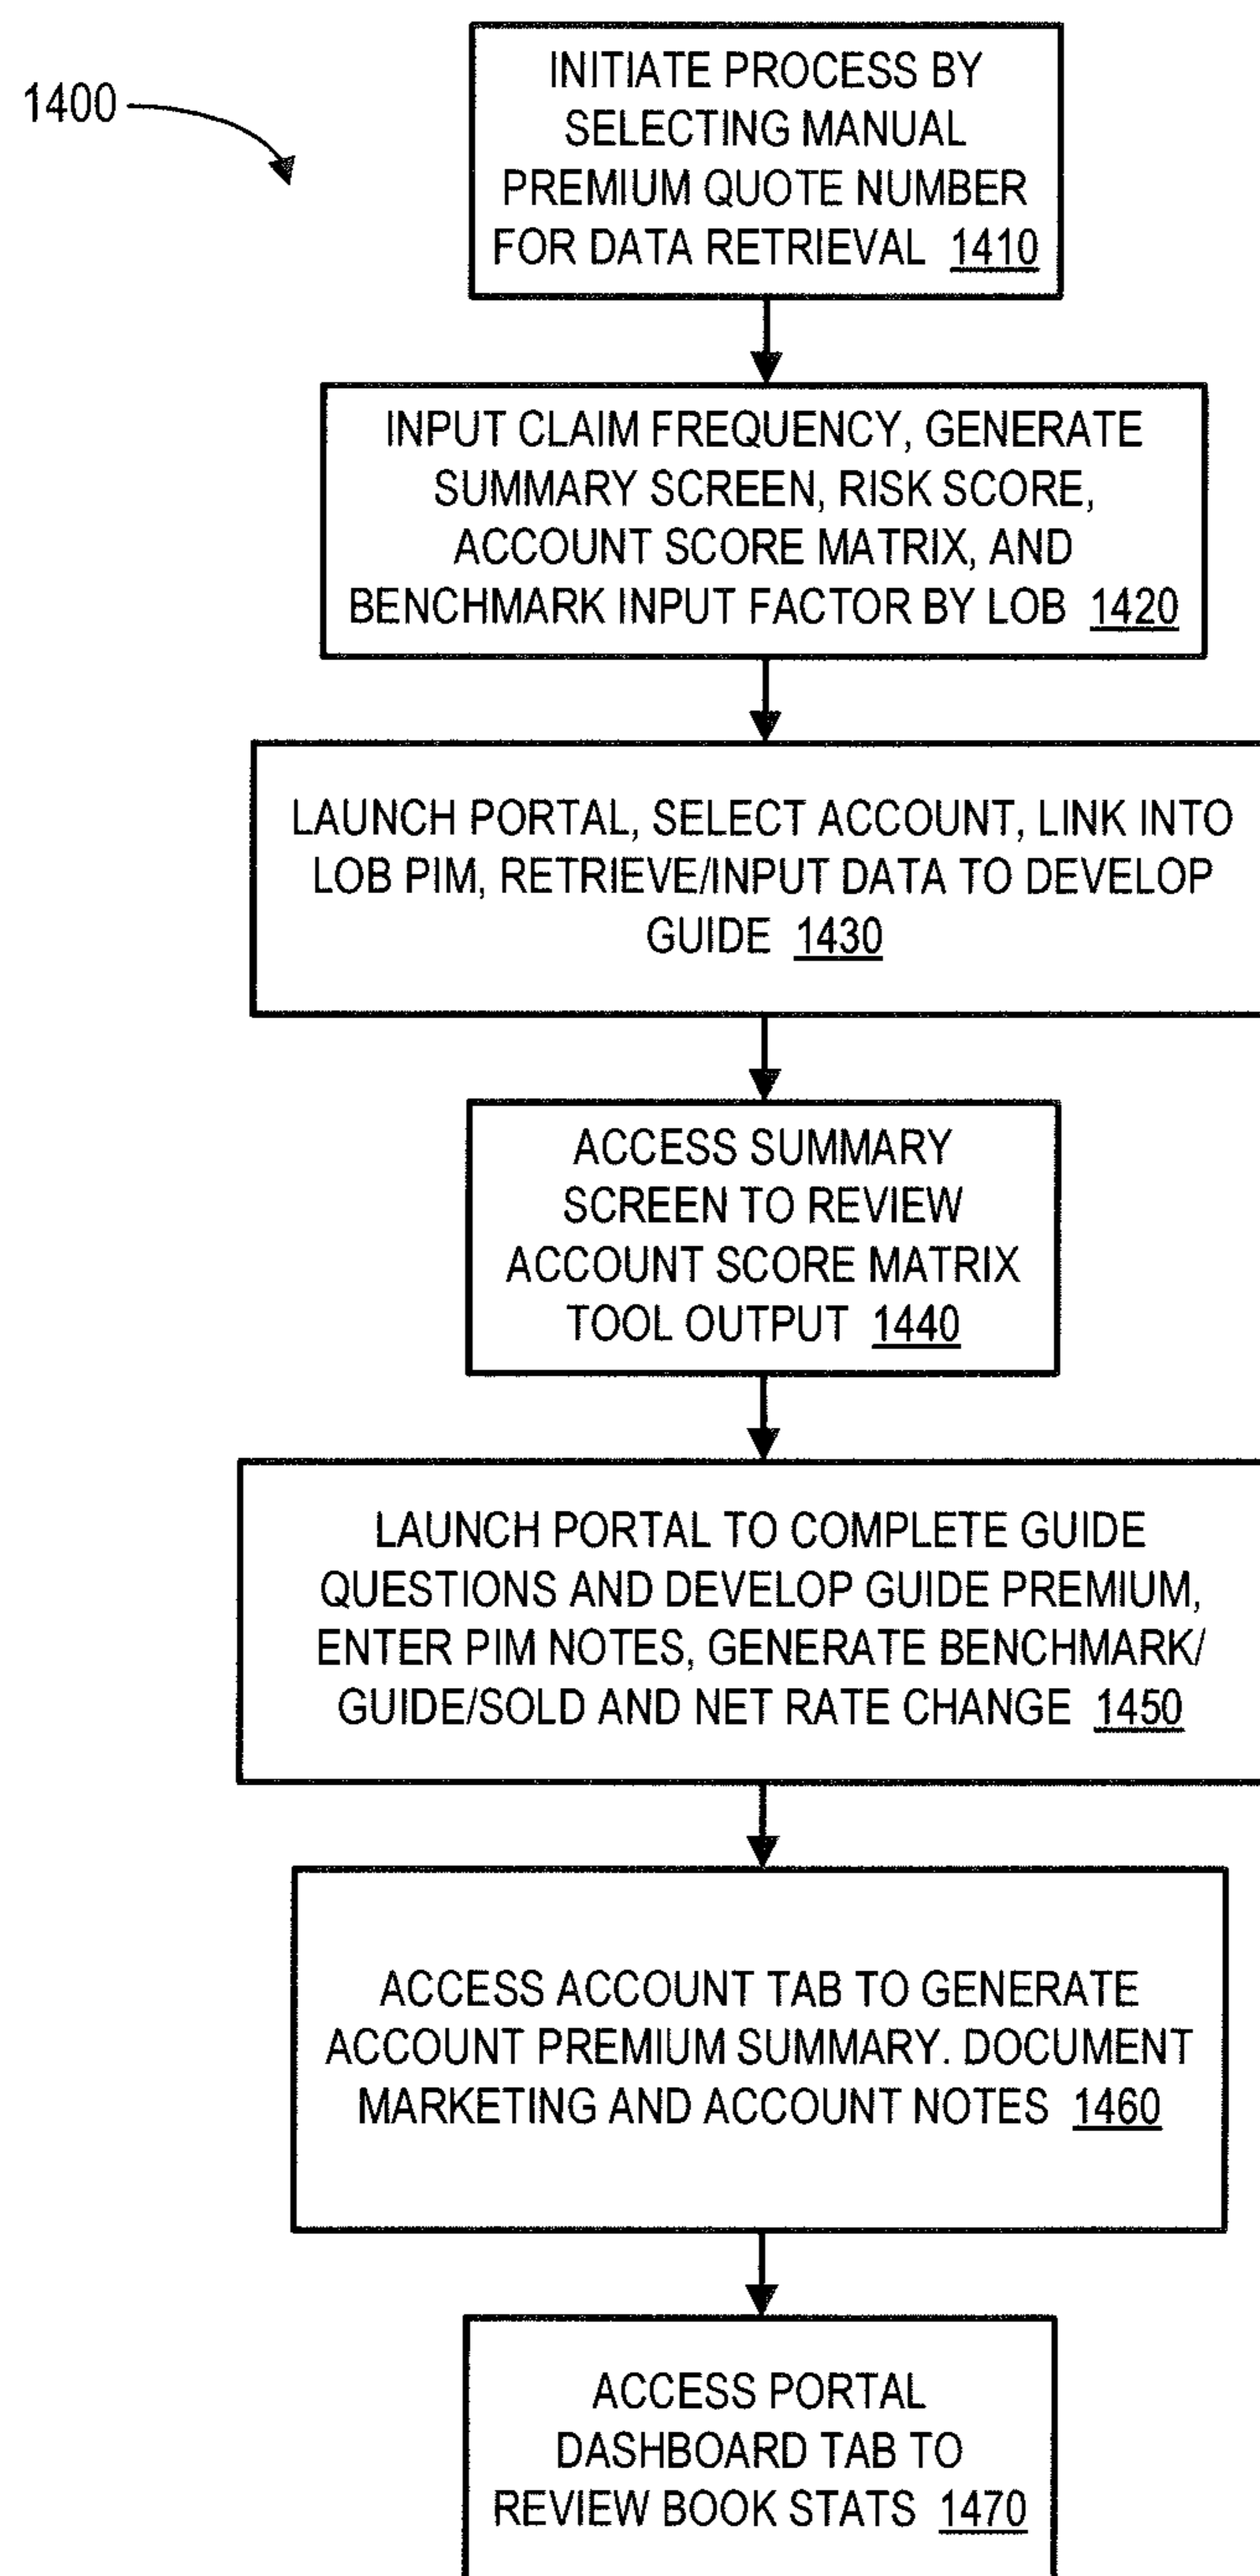 1400
INITIATE PROCESS BY
SELECTING MANUAL
PREMIUM QUOTE NUMBER
FOR DATA RETRIEVAL 1410
INPUT CLAIM FREQUENCY, GENERATE
SUMMARY SCREEN, RISK SCORE,
ACCOUNT SCORE MATRIX, AND
BENCHMARK INPUT FACTOR BY LOB 1420
LAUNCH PORTAL, SELECT ACCOUNT, LINK INTO
LOB PIM, RETRIEVE/INPUT DATA TO DEVELOP
GUIDE 1430
ACCESS SUMMARY
SCREEN TO REVIEW
ACCOUNT SCORE MATRIX
TOOL OUTPUT 1440
LAUNCH PORTAL TO COMPLETE GUIDE
QUESTIONS AND DEVELOP GUIDE PREMIUM,
ENTER PIM NOTES, GENERATE BENCHMARK/
GUIDE/SOLD AND NET RATE CHANGE 1450
ACCESS ACCOUNT TAB TO GENERATE
ACCOUNT PREMIUM SUMMARY. DOCUMENT
MARKETING AND ACCOUNT NOTES 1460
ACCESS PORTAL
DASHBOARD TAB TO
REVIEW BOOK STATS 1470